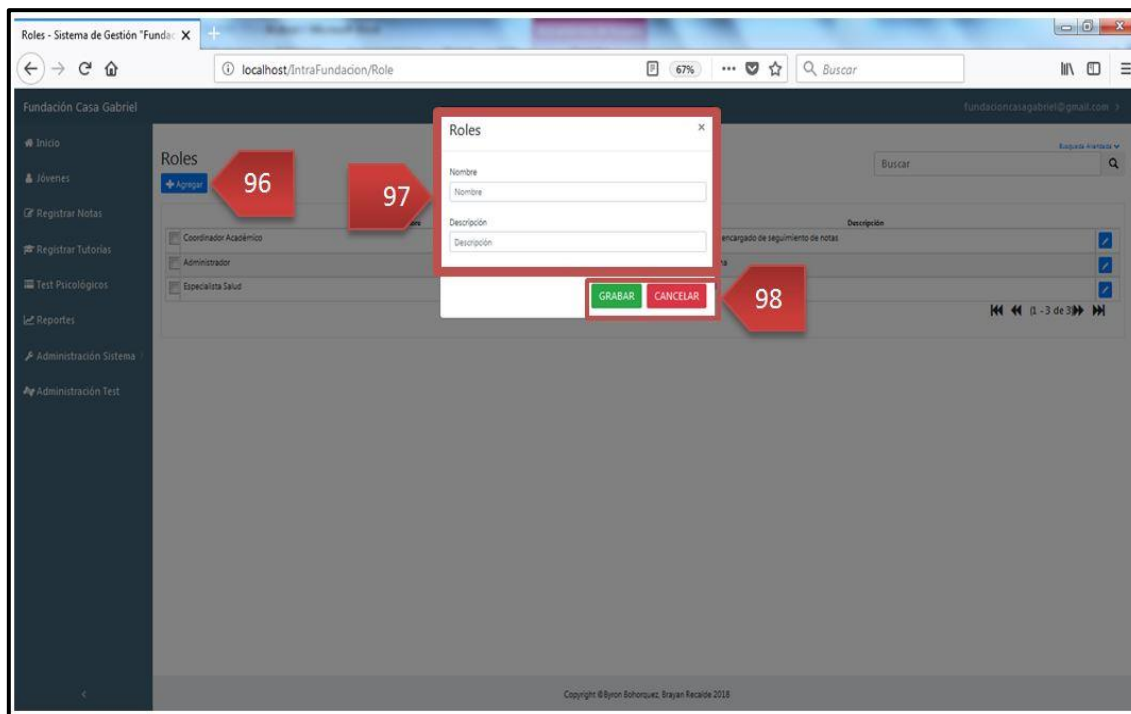 Roles - Sistema de Gestión "Funda
localhost/IntraFundacion/Role
67%
Buscar
Fundación Casa Gabriel
fundacioncasagabriel@gmail.com
Inicio
Jóvenes
Registrar Notas
Registrar Tutorías
Test Psicológicos
Reportes
Administración Sistema
Administración Test
Roles
Agregar
96
Busqueda Avanzada
Buscar
Descripción
Coordinador Académico
encargado de seguimiento de notas
Administrador
Especialista Salud
(1 - 3 de 3)
Roles
×
97
Nombre
Nombre
Descripción
Descripción
GRABAR
CANCELAR
98
Copyright ©Byron Bohorquez, Brayan Recalde 2018